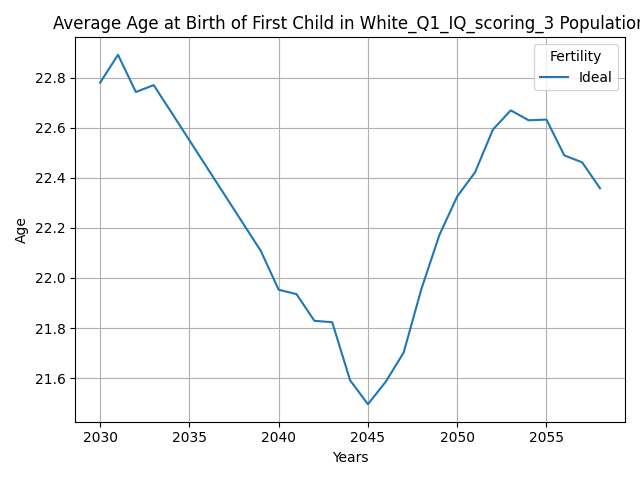 Average Age at Birth of First Child in White_Q1_IQ_scoring_3 Population
Fertility
Ideal
22.8
22.6
22.4
22.2
22.0
21.8
21.6
Age
2030 2035 2040 2045 2050 2055
Years